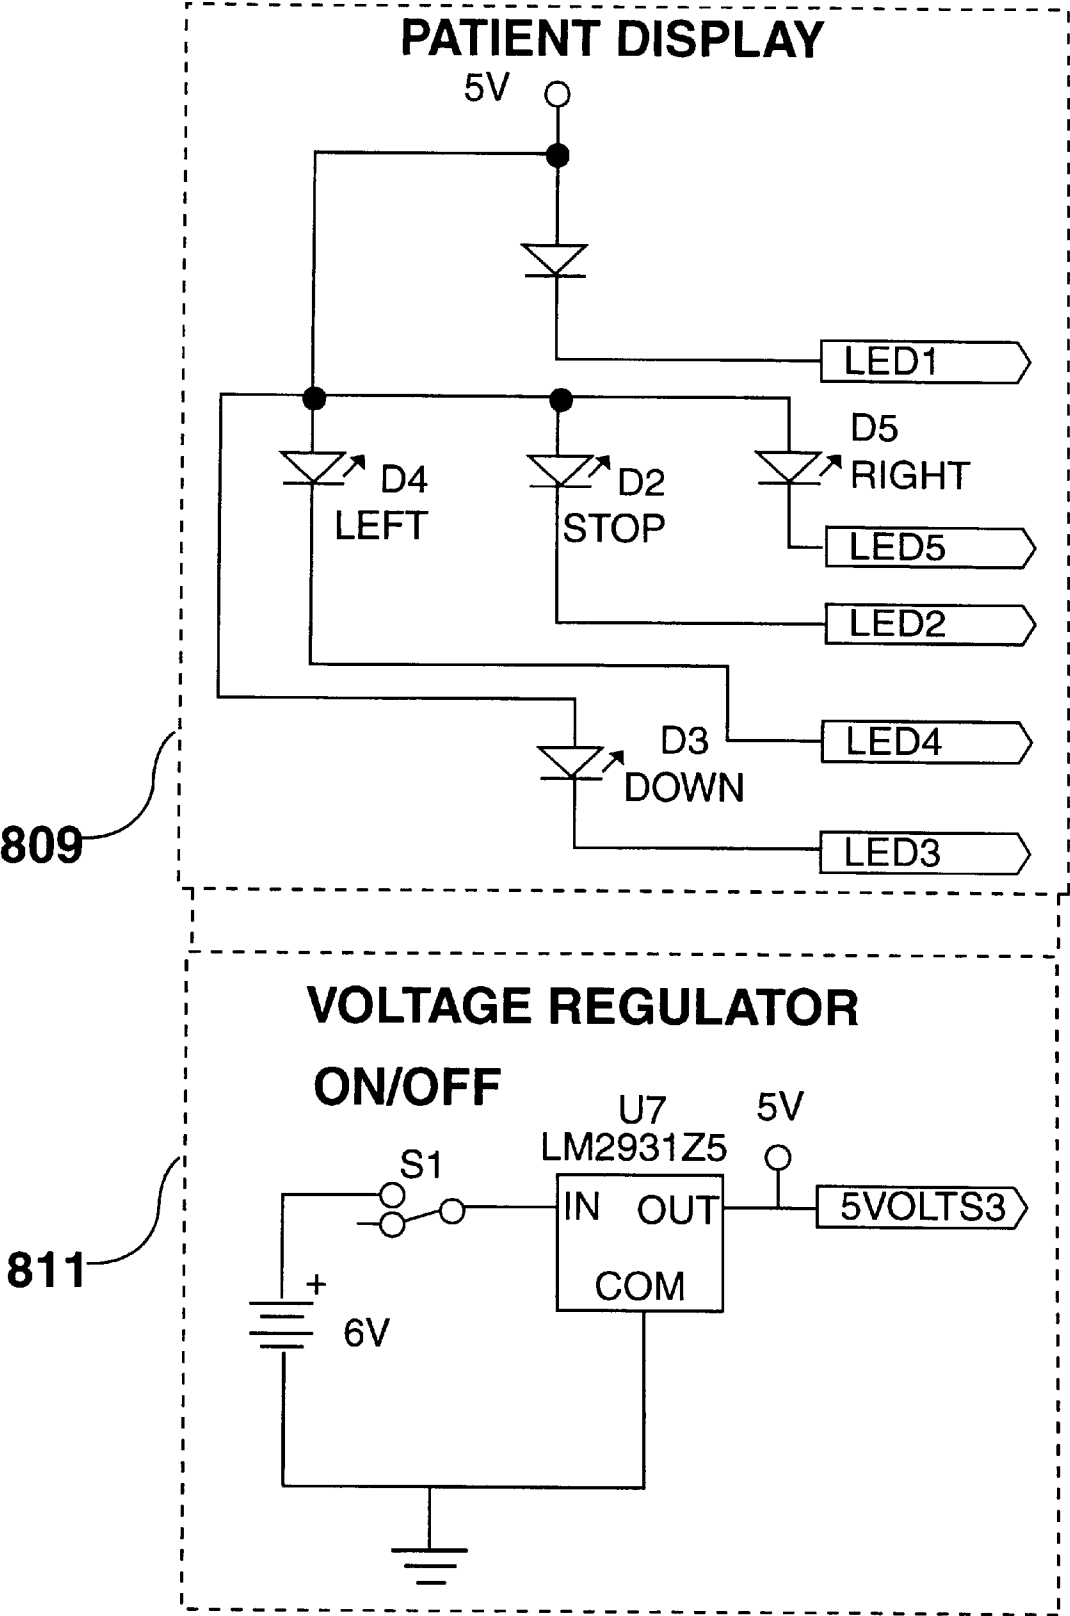 PATIENT DISPLAY
5V
LED1
D5
RIGHT
D4
LEFT
D2
STOP
LED5
LED2
D3
DOWN
LED4
809
LED3
VOLTAGE REGULATOR
ON/OFF
U7
LM2931Z5
5V
S1
IN
OUT
5VOLTS3
811
COM
+
6V